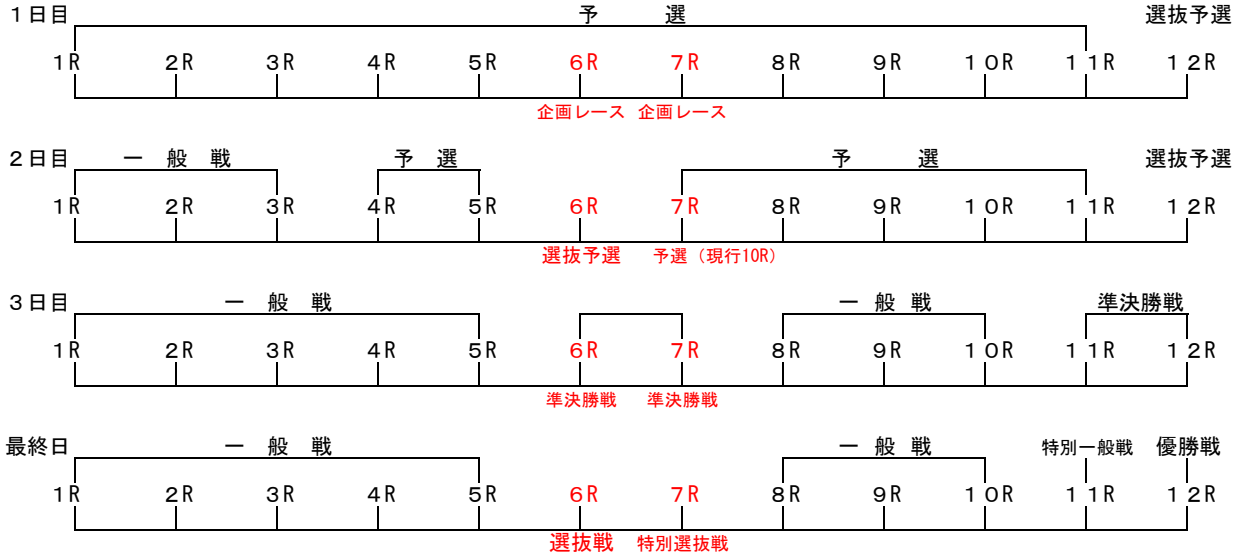 １日目 予　選 選抜予選
１R ２R ３R ４R ５R ６R ７R ８R ９R １０R １１R １２R
企画レース 企画レース
２日目 一 般 戦 予 選 予　選 選抜予選
１R ２R ３R ４R ５R ６R ７R ８R ９R １０R １１R １２R
選抜予選 予選（現行10R）
３日目 一 般 戦 一 般 戦 準決勝戦
１R ２R ３R ４R ５R ６R ７R ８R ９R １０R １１R １２R
準決勝戦 準決勝戦
最終日 一 般 戦 一 般 戦 特別一般戦 優勝戦
１R ２R ３R ４R ５R ６R ７R ８R ９R １０R １１R １２R
選抜戦 特別選抜戦